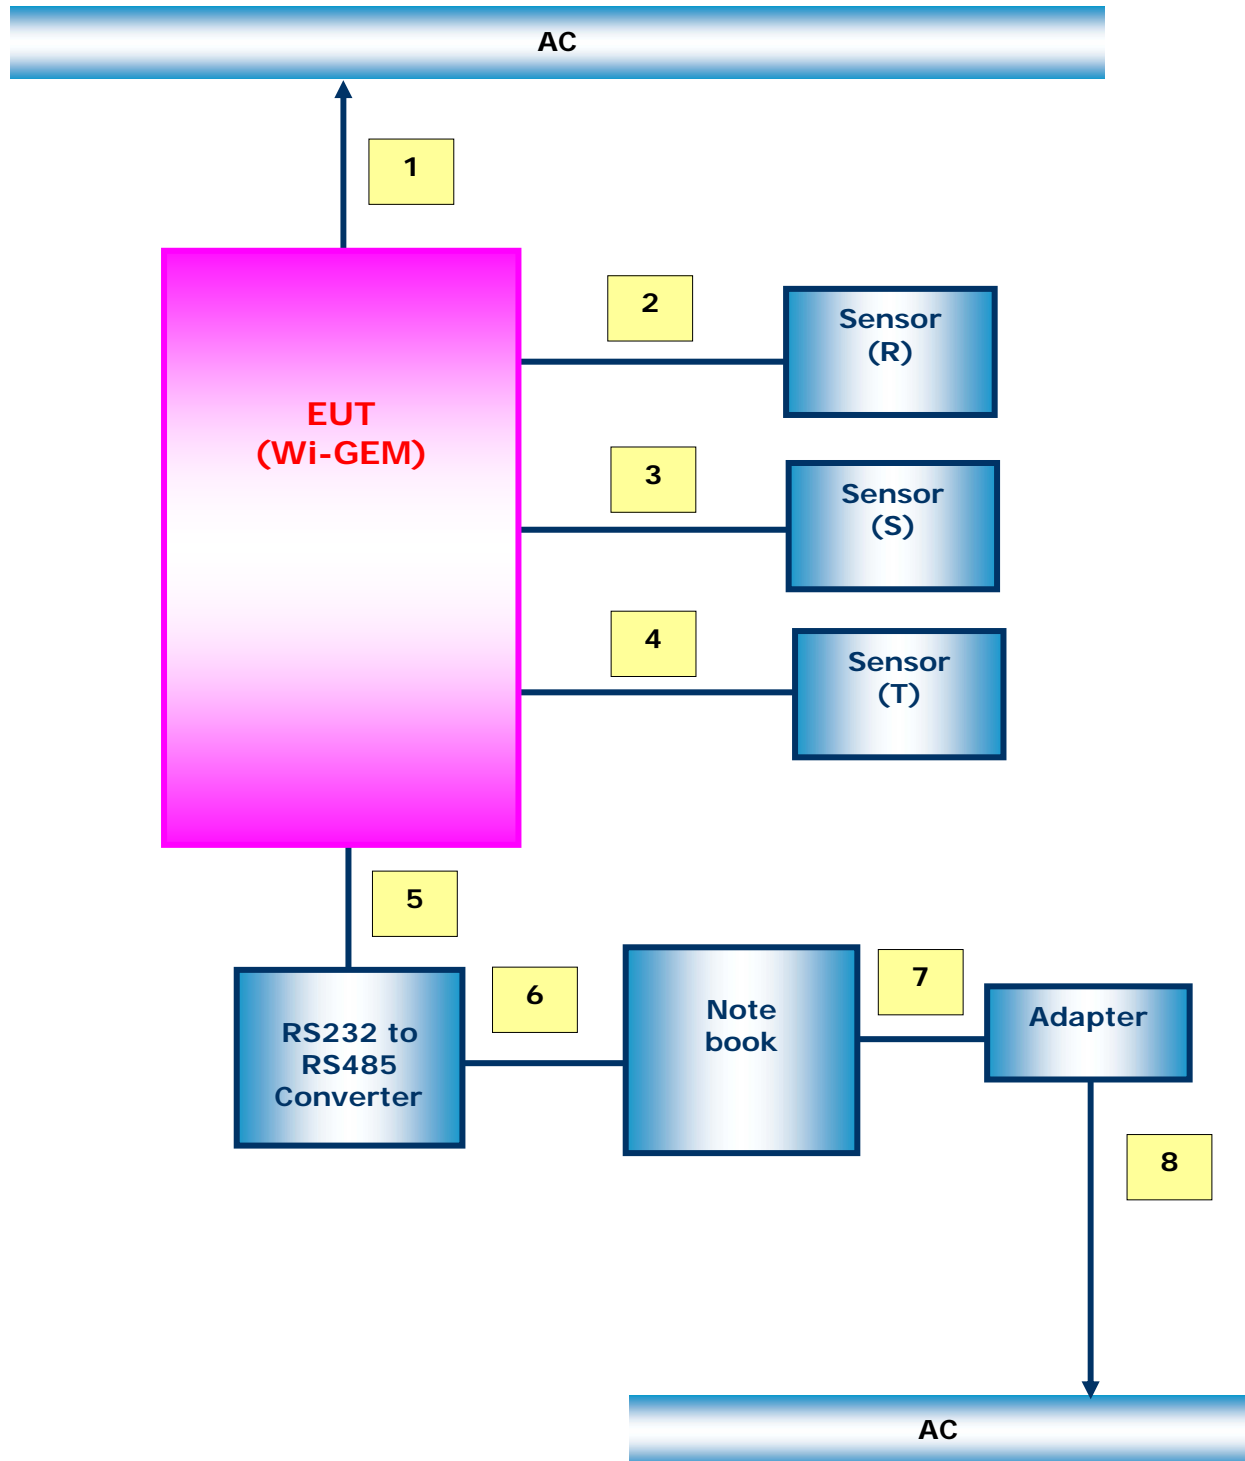 AC
1
2
Sensor
(R)
EUT
(Wi-GEM)
3
Sensor
(S)
4
Sensor
(T)
5
6
7
RS232 to
RS485
Converter
Note
book
Adapter
8
AC